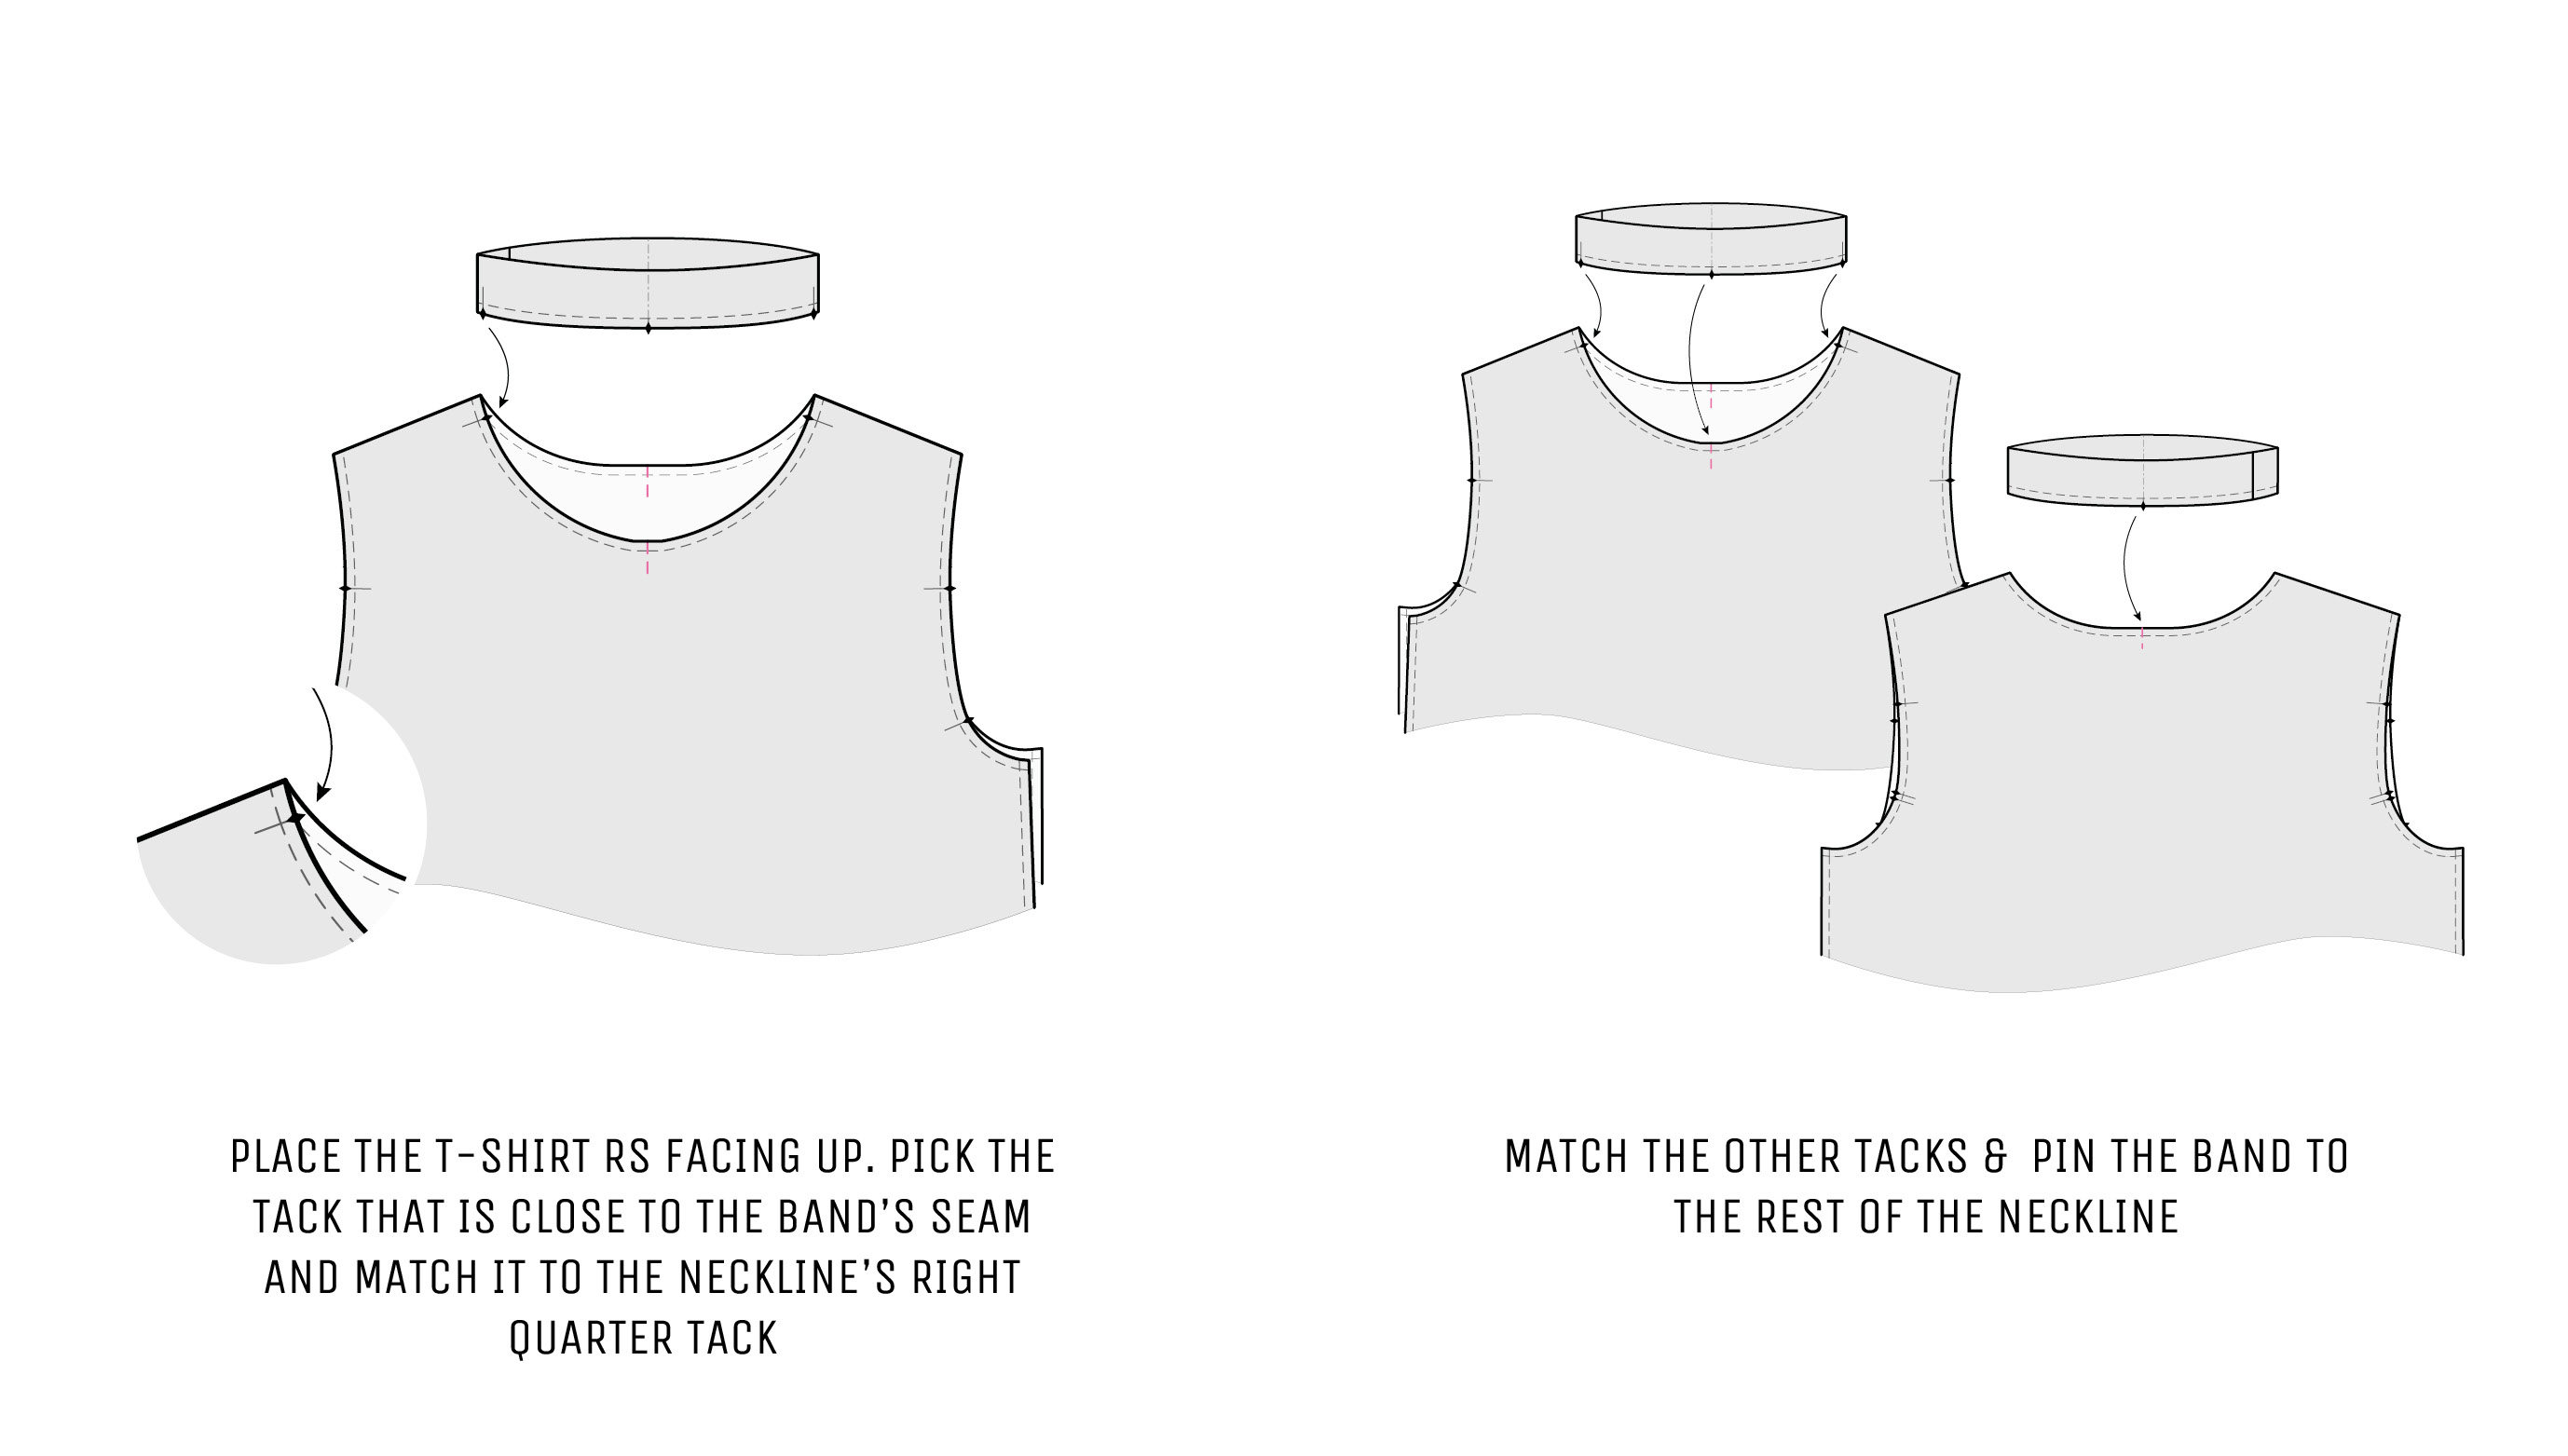 PLACE THE T-SHIRT RS FACING UP. PICK THE
TACK THAT IS CLOSE TO THE BAND'S SEAM
AND MATCH IT TO THE NECKLINE'S RIGHT
QUARTER TACK
MATCH THE OTHER TACKS & PIN THE BAND TO
THE REST OF THE NECKLINE